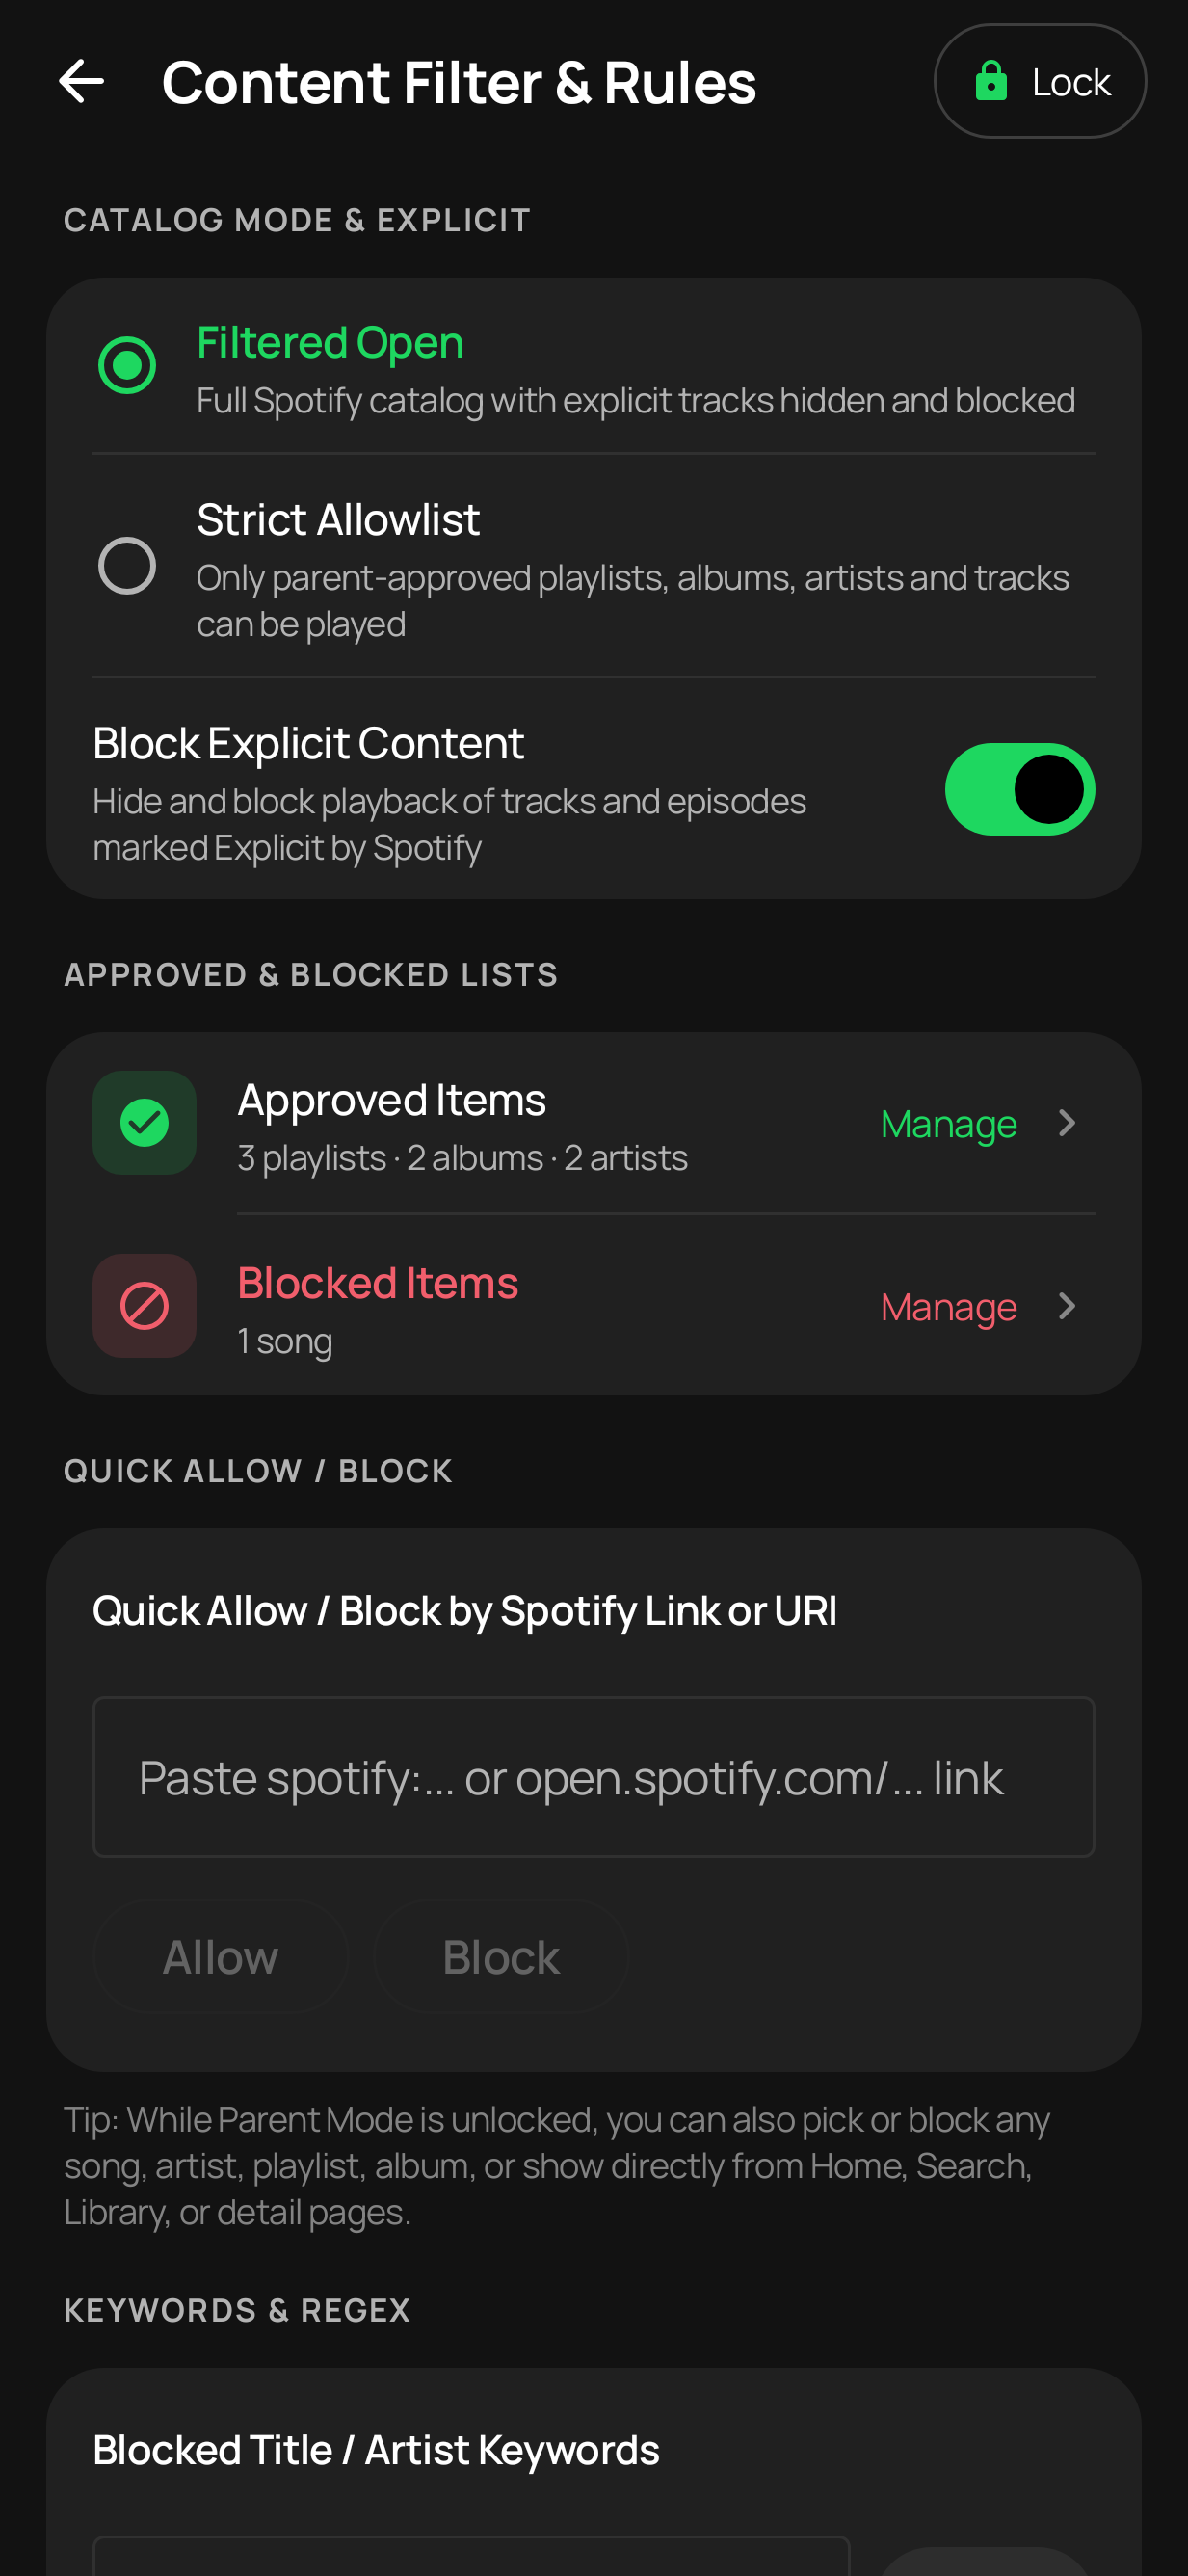 Content Filter & Rules
Lock
CATALOG MODE & EXPLICIT
Filtered Open
Full Spotify catalog with explicit tracks hidden and blocked
Strict Allowlist
Only parent-approved playlists, albums, artists and tracks
can be played
Block Explicit Content
Hide and block playback of tracks and episodes
marked Explicit by Spotify
APPROVED & BLOCKED LISTS
Approved Items
3 playlists · 2 albums · 2 artists
Manage
Blocked Items
1 song
Manage
QUICK ALLOW / BLOCK
Quick Allow / Block by Spotify Link or URI
Paste spotify:... or open.spotify.com/... link
Allow
Block
Tip: While Parent Mode is unlocked, you can also pick or block any
song, artist, playlist, album, or show directly from Home, Search,
Library, or detail pages.
KEYWORDS & REGEX
Blocked Title / Artist Keywords